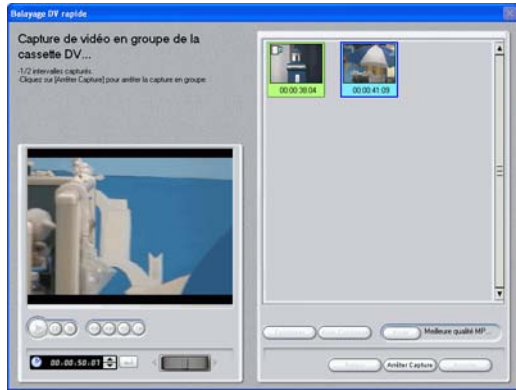 Balayage DV rapide
Capture de vidéo en groupe de la
cassette DV...
-1/2 intervalles capturés.
-Cliquez sur [Arrêter Capture] pour arrêter la capture en groupe.
00:00:38:04
00:00:41:09
Meilleure qualité MP...
00:00:50:01
Arrêter Capture